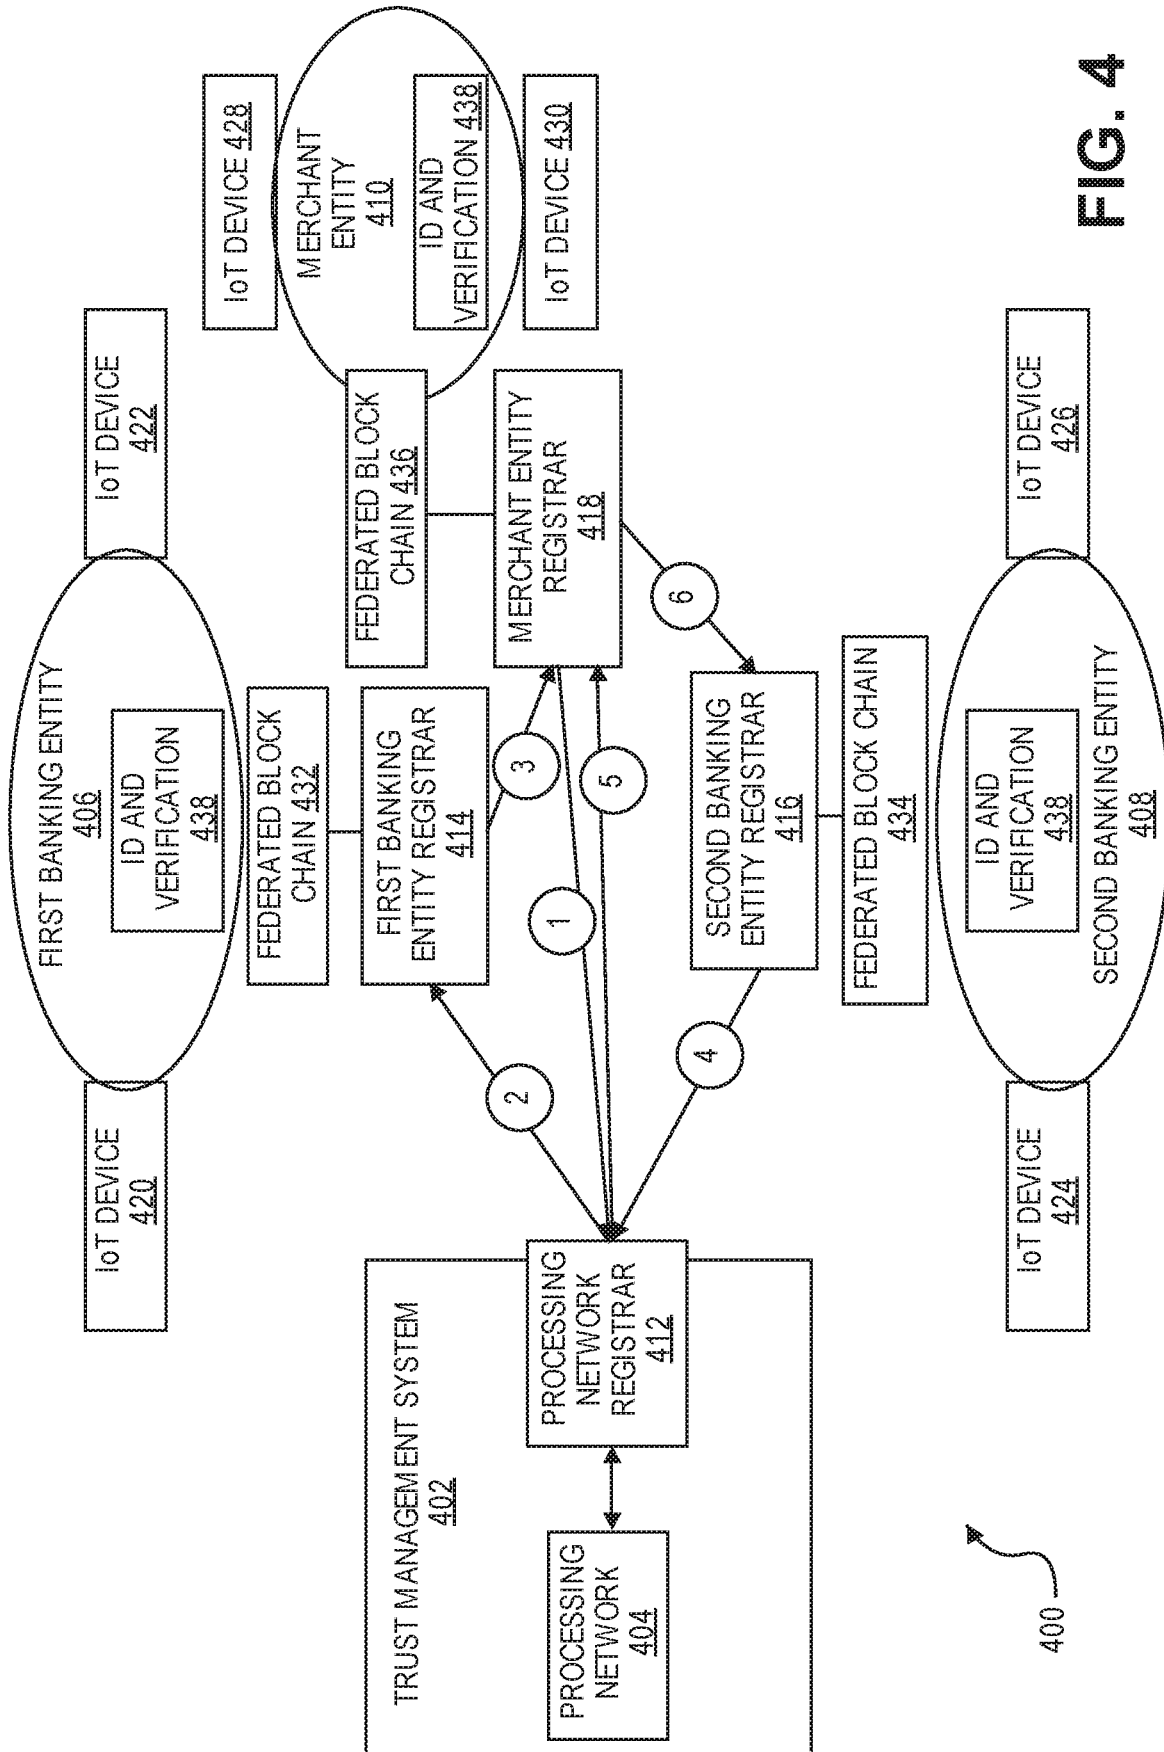 FIRST BANKING ENTITY
406
ID AND
VERIFICATION
438
IoT DEVICE
420
IoT DEVICE
422
FEDERATED BLOCK
CHAIN 432
FIRST BANKING
ENTITY REGISTRAR
414
IoT DEVICE 428
MERCHANT
ENTITY
410
ID AND
VERIFICATION 438
IoT DEVICE 430
FEDERATED BLOCK
CHAIN 436
MERCHANT ENTITY
REGISTRAR
418
TRUST MANAGEMENT SYSTEM
402
PROCESSING
NETWORK
404
PROCESSING
NETWORK
REGISTRAR
412
2
3
1
5
4
6
SECOND BANKING
ENTITY REGISTRAR
416
FEDERATED BLOCK CHAIN
434
ID AND
VERIFICATION
438
SECOND BANKING ENTITY
408
IoT DEVICE
424
IoT DEVICE
426
400
FIG. 4